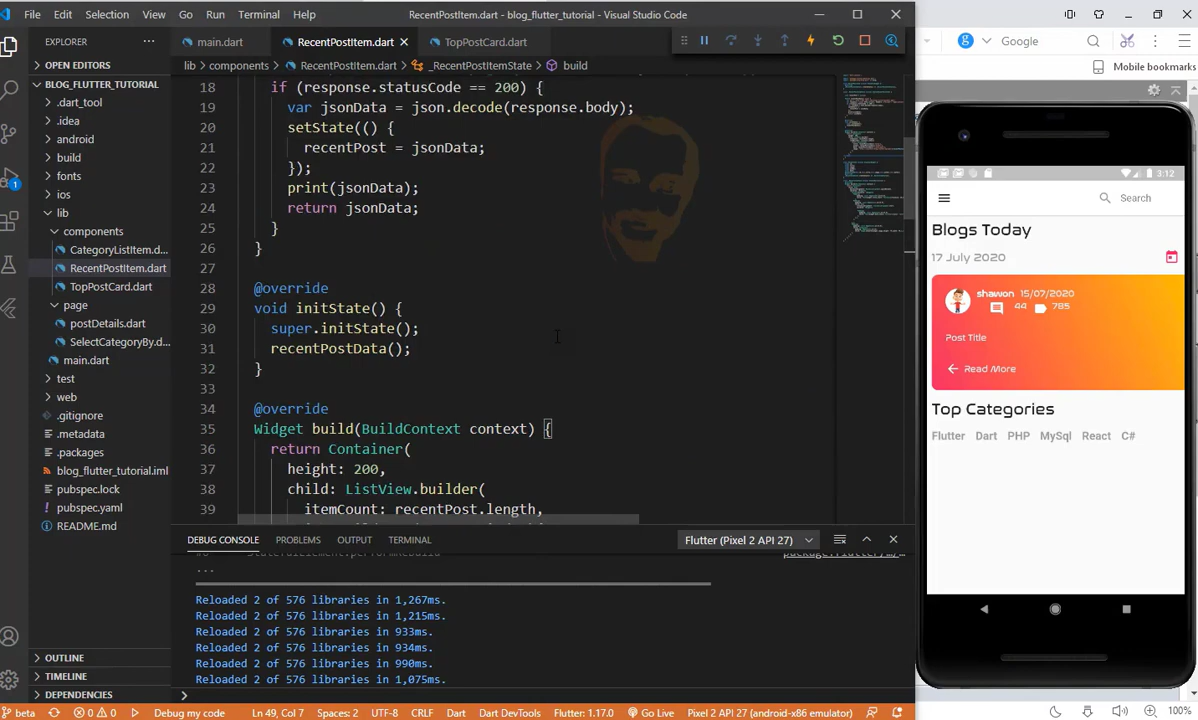 File Edit Selection View Go Run Terminal Help RecentPostItem.dart - blog_flutter_tutorial - Visual Studio Code
EXPLORER
OPEN EDITORS
BLOG_FLUTTER_TUTORIAL
.dart_tool
.idea
android
build
fonts
ios
lib
components
CategoryListItem.d...
RecentPostItem.dart
TopPostCard.dart
page
postDetails.dart
SelectCategoryBy.d...
main.dart
test
web
.gitignore
.metadata
.packages
blog_flutter_tutorial.iml
pubspec.lock
pubspec.yaml
README.md
OUTLINE
TIMELINE
DEPENDENCIES
main.dart RecentPostItem.dart TopPostCard.dart
lib components RecentPostItem.dart _RecentPostItemState build
18 if (response.statusCode == 200) {
19 var jsonData = json.decode(response.body);
20 setState(() {
21 recentPost = jsonData;
22 });
23 print(jsonData);
24 return jsonData;
25 }
26 }
27
28 @override
29 void initState() {
30 super.initState();
31 recentPostData();
32 }
33
34 @override
35 Widget build(BuildContext context) {
36 return Container(
37 height: 200,
38 child: ListView.builder(
39 itemCount: recentPost.length,
DEBUG CONSOLE PROBLEMS OUTPUT TERMINAL Flutter (Pixel 2 API 27)
...
Reloaded 2 of 576 libraries in 1,267ms.
Reloaded 2 of 576 libraries in 1,215ms.
Reloaded 2 of 576 libraries in 933ms.
Reloaded 2 of 576 libraries in 934ms.
Reloaded 2 of 576 libraries in 990ms.
Reloaded 2 of 576 libraries in 1,075ms.
beta 0 0 Debug my code Ln 49, Col 7 Spaces: 2 UTF-8 CRLF Dart Dart DevTools Flutter: 1.17.0 Go Live Pixel 2 API 27 (android-x86 emulator)
1
Google
Mobile bookmarks
3:12
Search
Blogs Today
17 July 2020
shawon 15/07/2020
44 785
Post Title
Read More
Top Categories
Flutter Dart PHP MySql React C#
100%